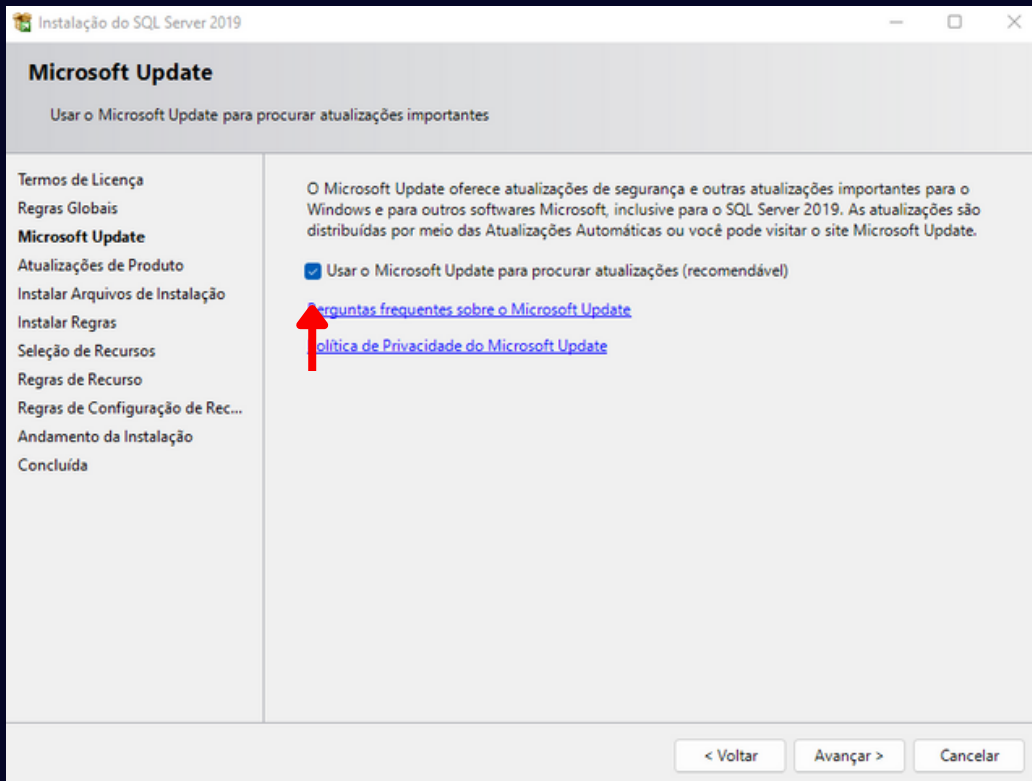 Instalação do SQL Server 2019
Microsoft Update
Usar o Microsoft Update para procurar atualizações importantes
Termos de Licença
Regras Globais
Microsoft Update
Atualizações de Produto
Instalar Arquivos de Instalação
Instalar Regras
Seleção de Recursos
Regras de Recurso
Regras de Configuração de Rec...
Andamento da Instalação
Concluída
O Microsoft Update oferece atualizações de segurança e outras atualizações importantes para o
Windows e para outros softwares Microsoft, inclusive para o SQL Server 2019. As atualizações são
distribuídas por meio das Atualizações Automáticas ou você pode visitar o site Microsoft Update.
Usar o Microsoft Update para procurar atualizações (recomendável)
Perguntas frequentes sobre o Microsoft Update
Política de Privacidade do Microsoft Update
< Voltar
Avançar >
Cancelar